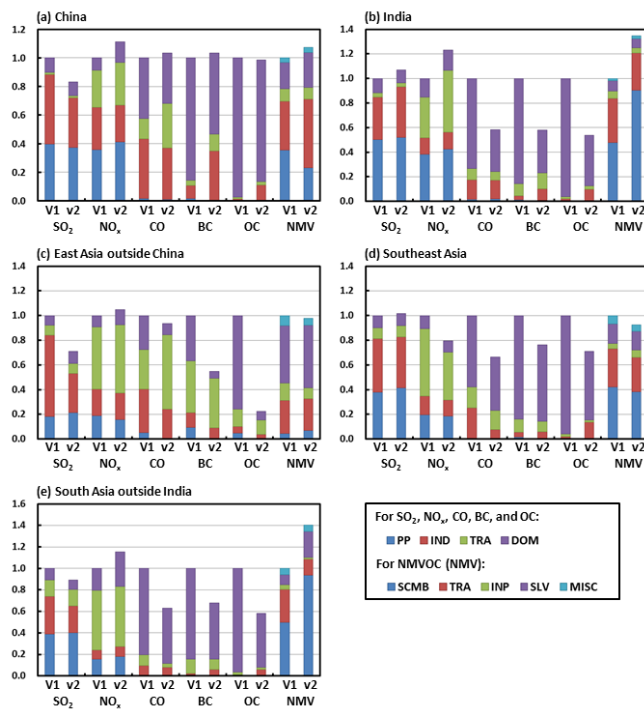 (a) China
1.2
1.0
0.8
0.6
0.4
0.2
0.0
V1 v2 V1 v2 V1 v2 V1 v2 V1 v2 V1 v2
SO₂ NOₓ CO BC OC NMV
(b) India
1.4
1.2
1.0
0.8
0.6
0.4
0.2
0.0
V1 v2 V1 v2 V1 v2 V1 v2 V1 v2 V1 v2
SO₂ NOₓ CO BC OC NMV
(c) East Asia outside China
1.4
1.2
1.0
0.8
0.6
0.4
0.2
0.0
V1 v2 V1 v2 V1 v2 V1 v2 V1 v2 V1 v2
SO₂ NOₓ CO BC OC NMV
(d) Southeast Asia
1.4
1.2
1.0
0.8
0.6
0.4
0.2
0.0
V1 v2 V1 v2 V1 v2 V1 v2 V1 v2 V1 v2
SO₂ NOₓ CO BC OC NMV
(e) South Asia outside India
1.6
1.4
1.2
1.0
0.8
0.6
0.4
0.2
0.0
V1 v2 V1 v2 V1 v2 V1 v2 V1 v2 V1 v2
SO₂ NOₓ CO BC OC NMV
For SO₂, NOₓ, CO, BC, and OC:
PP IND TRA DOM
For NMVOC (NMV):
SCMB TRA INP SLV MISC